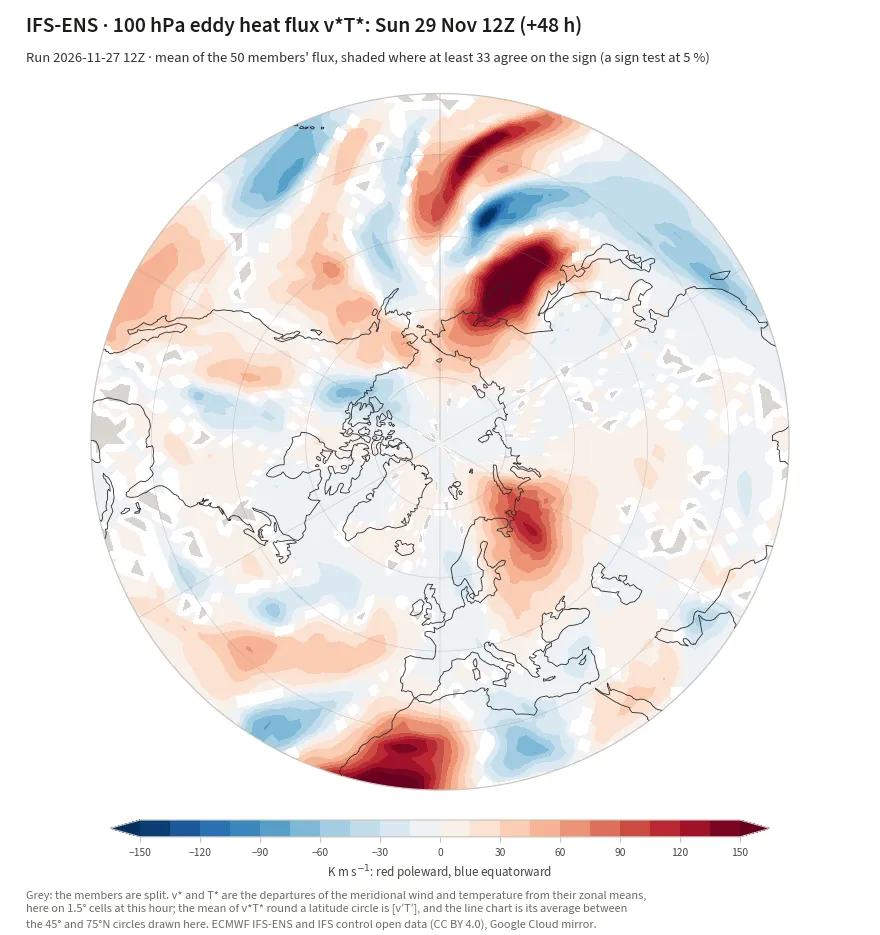 IFS-ENS · 100 hPa eddy heat flux v*T*: Sun 29 Nov 12Z (+48 h)
Run 2026-11-27 12Z · mean of the 50 members' flux, shaded where at least 33 agree on the sign (a sign test at 5 %)
−150 −120 −90 −60 −30 0 30 60 90 120 150
K m s⁻¹: red poleward, blue equatorward
Grey: the members are split. v* and T* are the departures of the meridional wind and temperature from their zonal means,
here on 1.5° cells at this hour; the mean of v*T* round a latitude circle is [v'T'], and the line chart is its average between
the 45° and 75°N circles drawn here. ECMWF IFS-ENS and IFS control open data (CC BY 4.0), Google Cloud mirror.